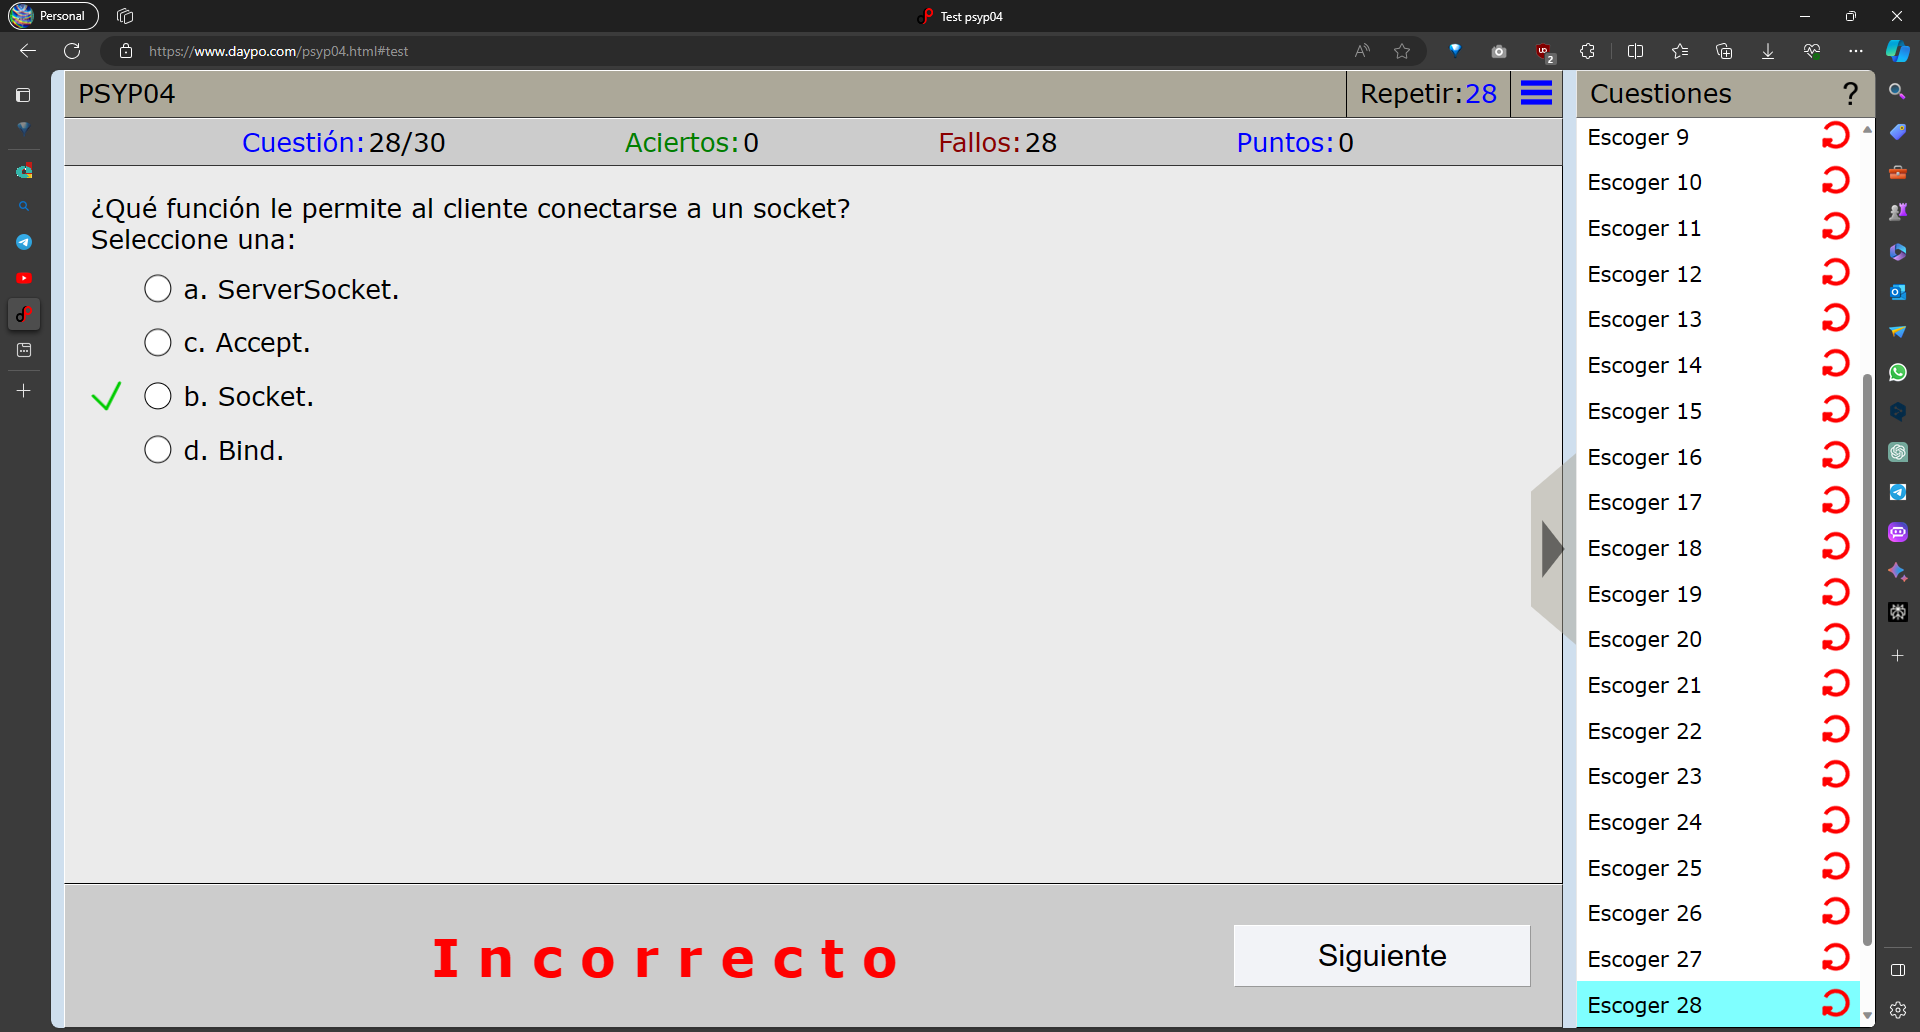 Personal
Test psyp04
https://www.daypo.com/psyp04.html#test
2
PSYP04
Repetir:28
Cuestiones
?
Cuestión:28/30
Aciertos:0
Fallos:28
Puntos:0
¿Qué función le permite al cliente conectarse a un socket?
Seleccione una:
a. ServerSocket.
c. Accept.
b. Socket.
d. Bind.
Incorrecto
Siguiente
Escoger 9
Escoger 10
Escoger 11
Escoger 12
Escoger 13
Escoger 14
Escoger 15
Escoger 16
Escoger 17
Escoger 18
Escoger 19
Escoger 20
Escoger 21
Escoger 22
Escoger 23
Escoger 24
Escoger 25
Escoger 26
Escoger 27
Escoger 28